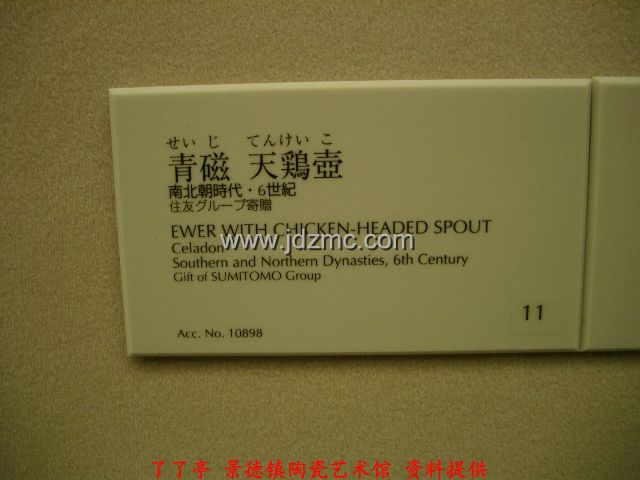 せいじ てんけいこ
青磁 天鶏壺
南北朝時代・6世紀
住友グループ寄贈
EWER WITH CHICKEN-HEADED SPOUT
www.jdzmc.com
Celadon
Southern and Northern Dynasties, 6th Century
Gift of SUMITOMO Group
11
Acc. No. 10898
了了亭 景德镇陶瓷艺术馆 资料提供